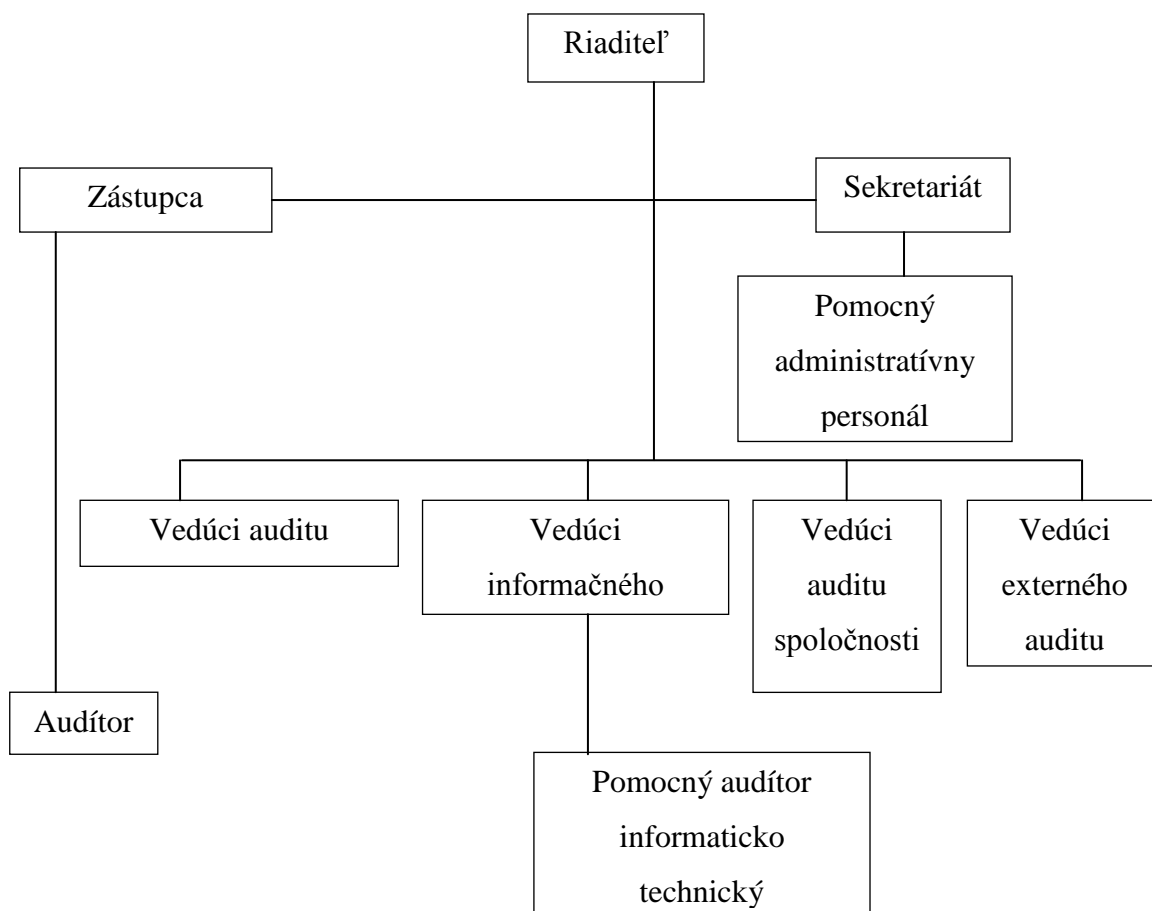 Riaditeľ
Zástupca
Sekretariát
Pomocný
administratívny
personál
Vedúci auditu
Vedúci
informačného
Vedúci
auditu
spoločnosti
Vedúci
externého
auditu
Audítor
Pomocný audítor
informaticko
technický